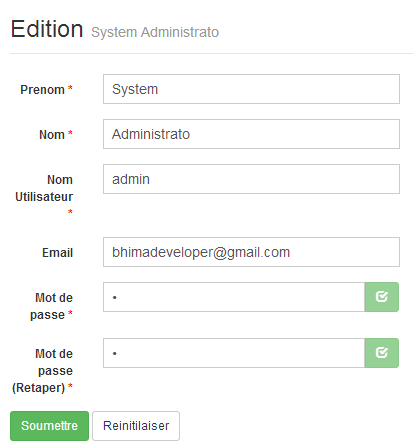 Edition System Administrato
Prenom * System
Nom * Administrato
Nom
Utilisateur
*
admin
Email bhimadeveloper@gmail.com
Mot de
passe *
•
Mot de
passe
(Retaper) *
•
Soumettre Reinitilaiser